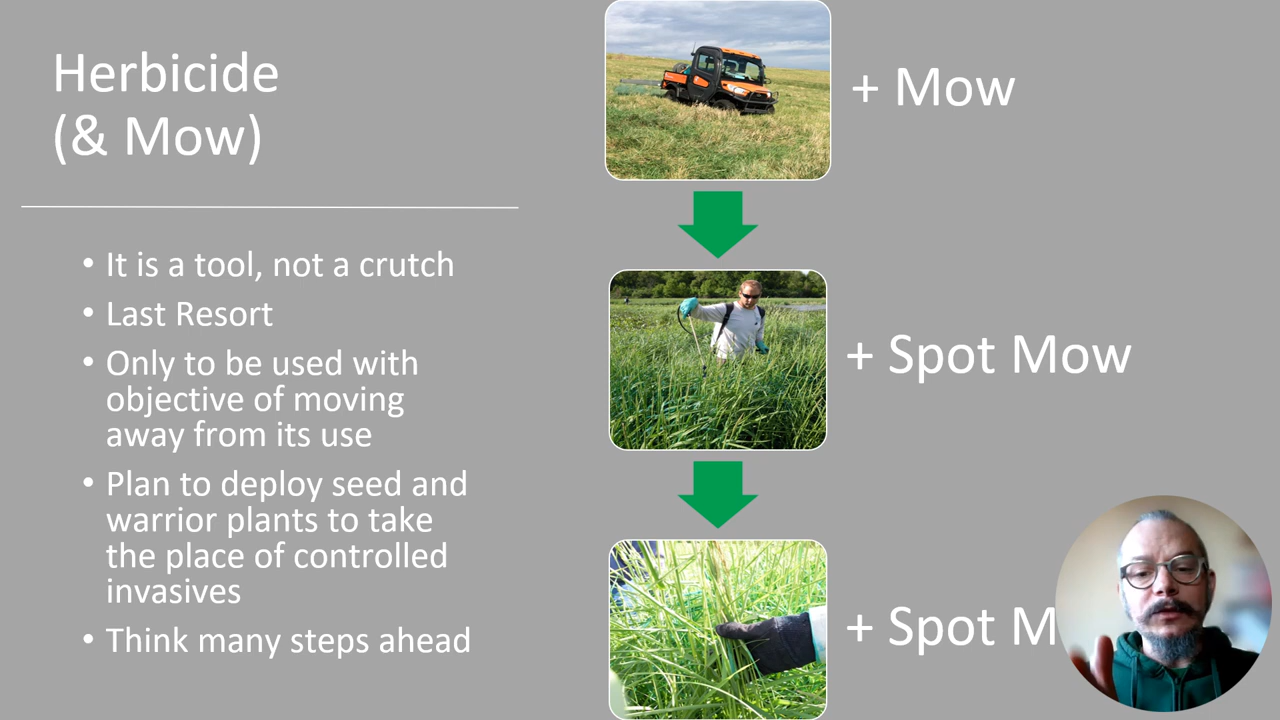 Herbicide
(& Mow)
• It is a tool, not a crutch
• Last Resort
• Only to be used with
objective of moving
away from its use
• Plan to deploy seed and
warrior plants to take
the place of controlled
invasives
• Think many steps ahead
+ Mow
+ Spot Mow
+ Spot M